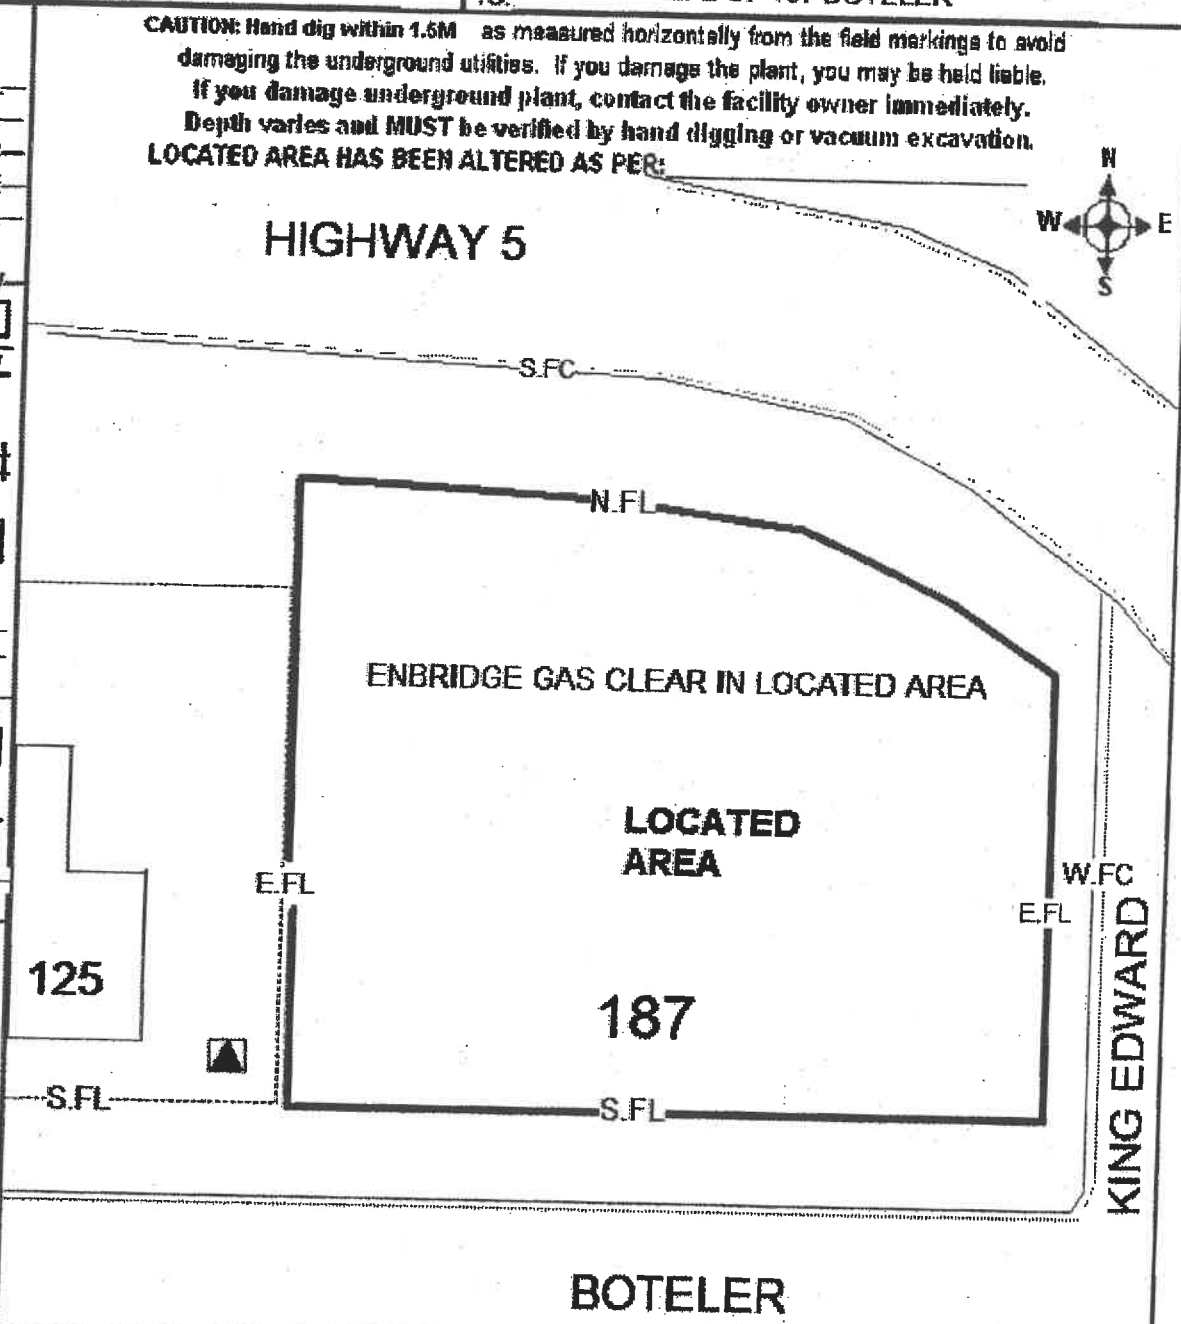 BOTELER
CAUTION: Hand dig within 1.5M as measured horizontally from the field markings to avoid
damaging the underground utilities. If you damage the plant, you may be held liable.
If you damage underground plant, contact the facility owner immediately.
Depth varies and MUST be verified by hand digging or vacuum excavation.
LOCATED AREA HAS BEEN ALTERED AS PER:
N
W E
S
HIGHWAY 5
S.FC
N.FL
ENBRIDGE GAS CLEAR IN LOCATED AREA
LOCATED
AREA
W.FC
E.FL
E.FL
KING EDWARD
125
187
S.FL
S.FL
BOTELER